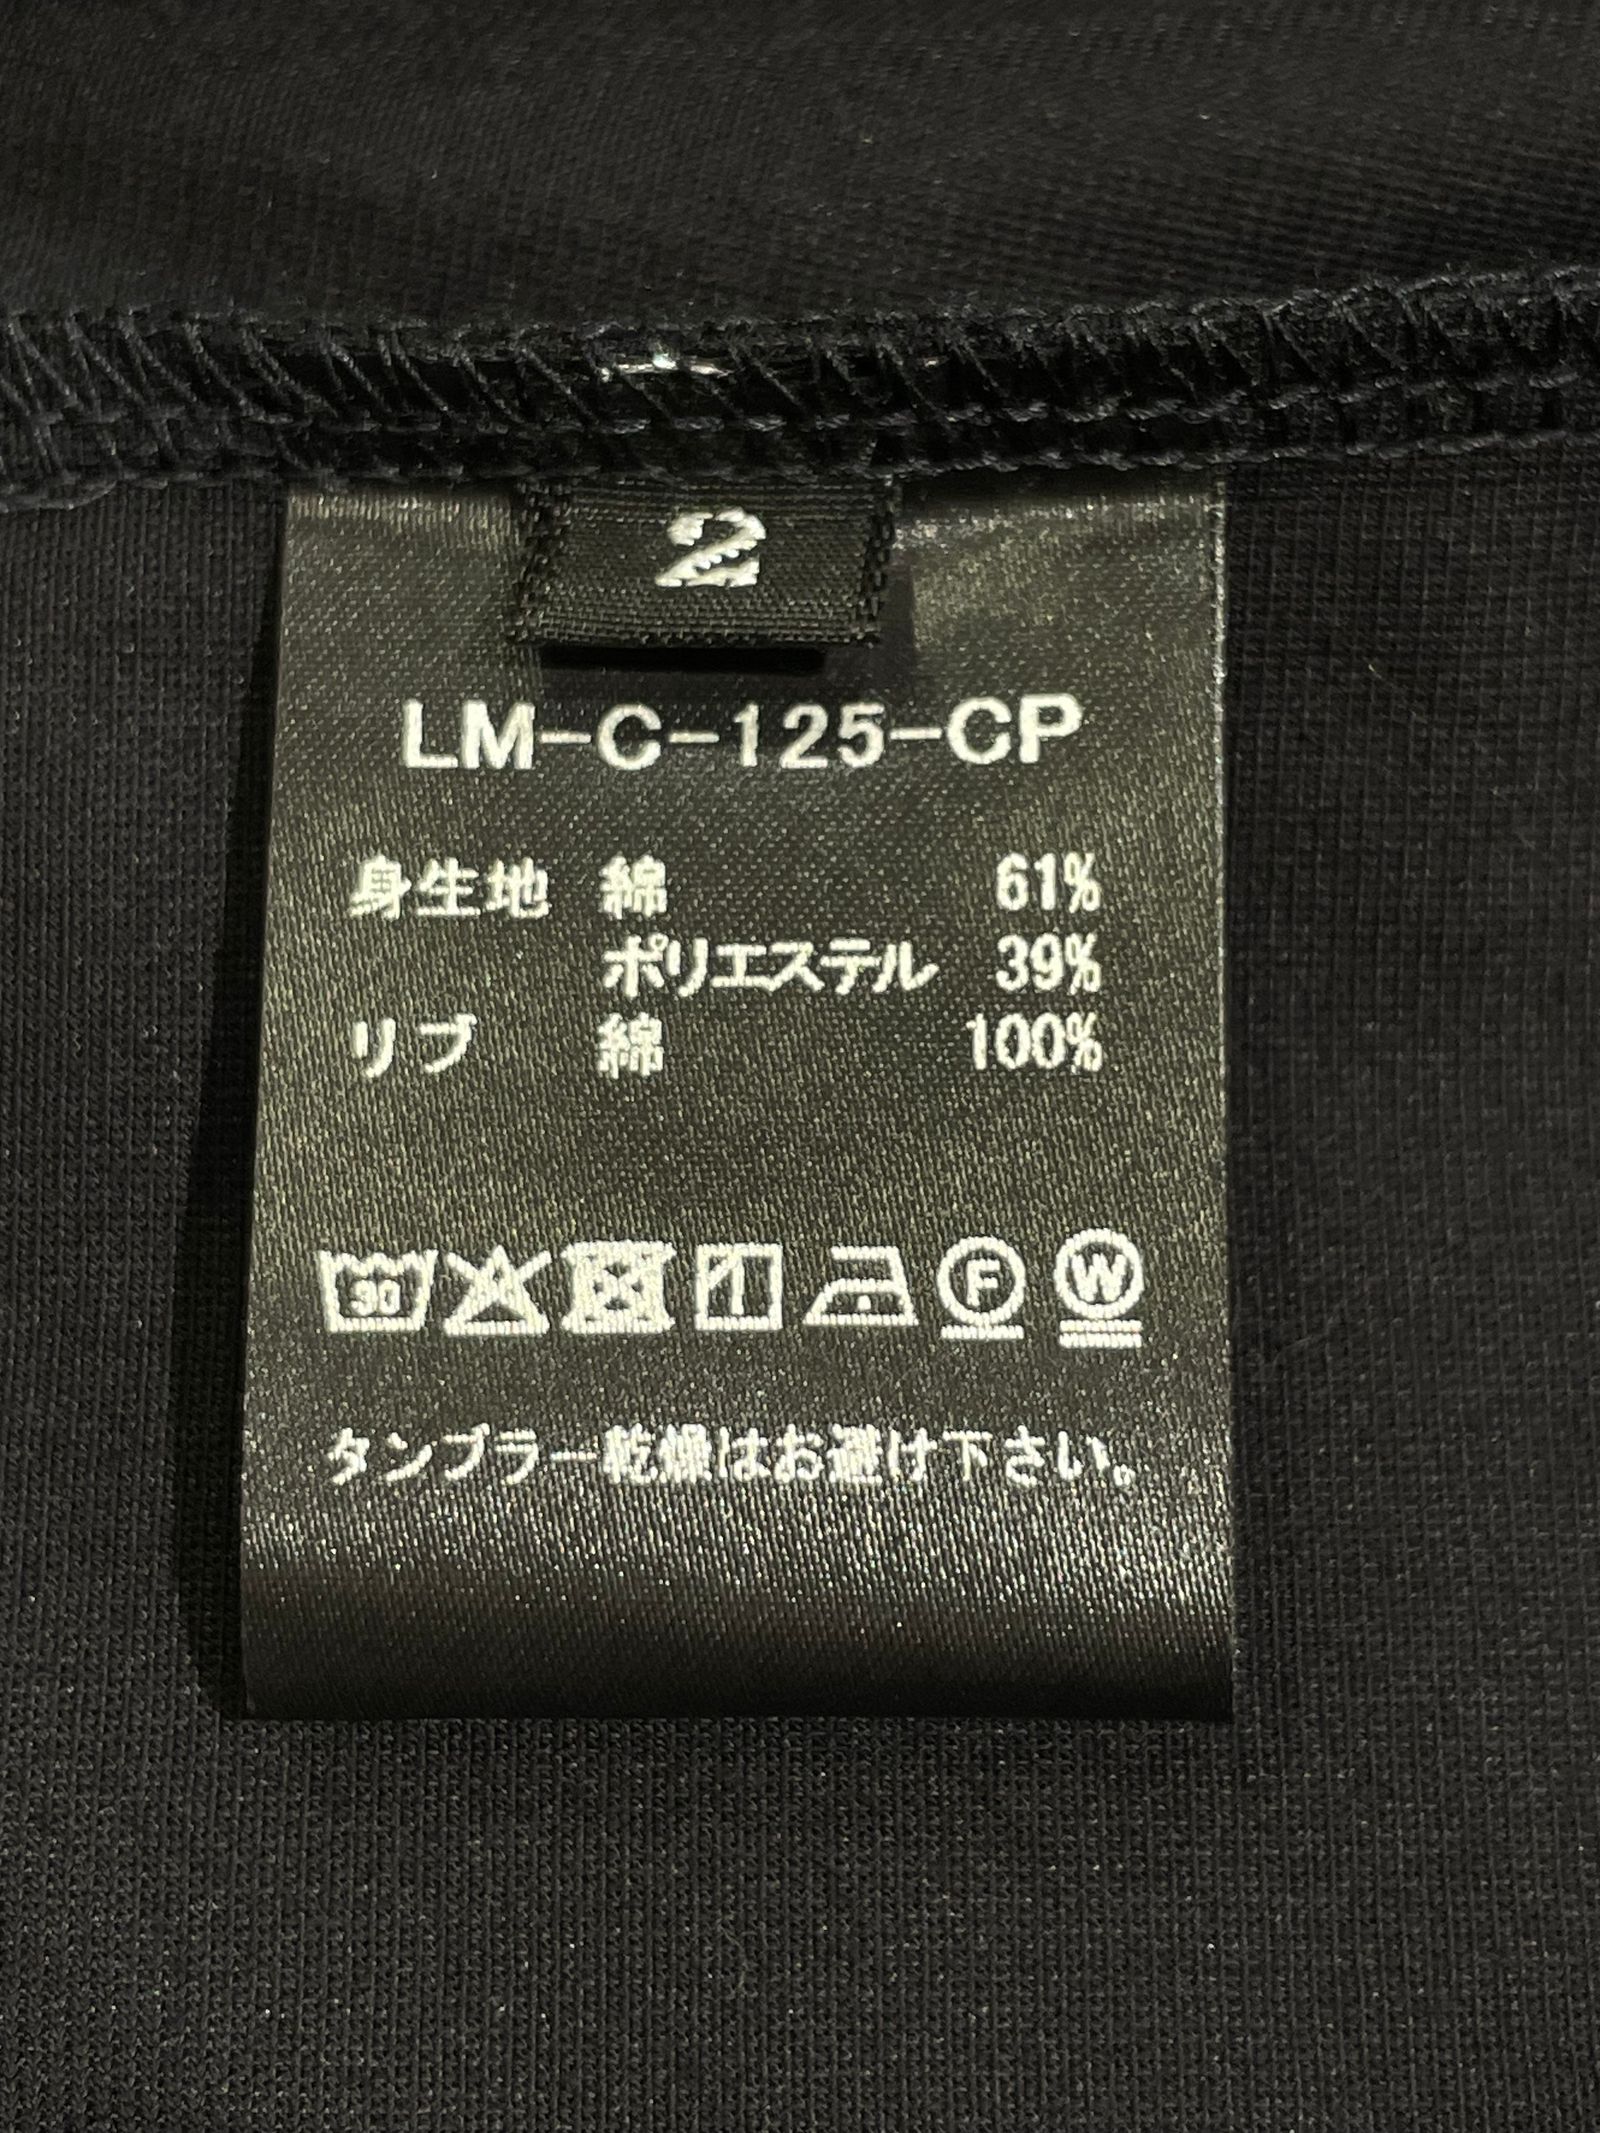 2
LM-C-125-CP
身生地 綿 61%
ポリエステル 39%
リブ 綿 100%
F W
タンブラー乾燥はお避け下さい。